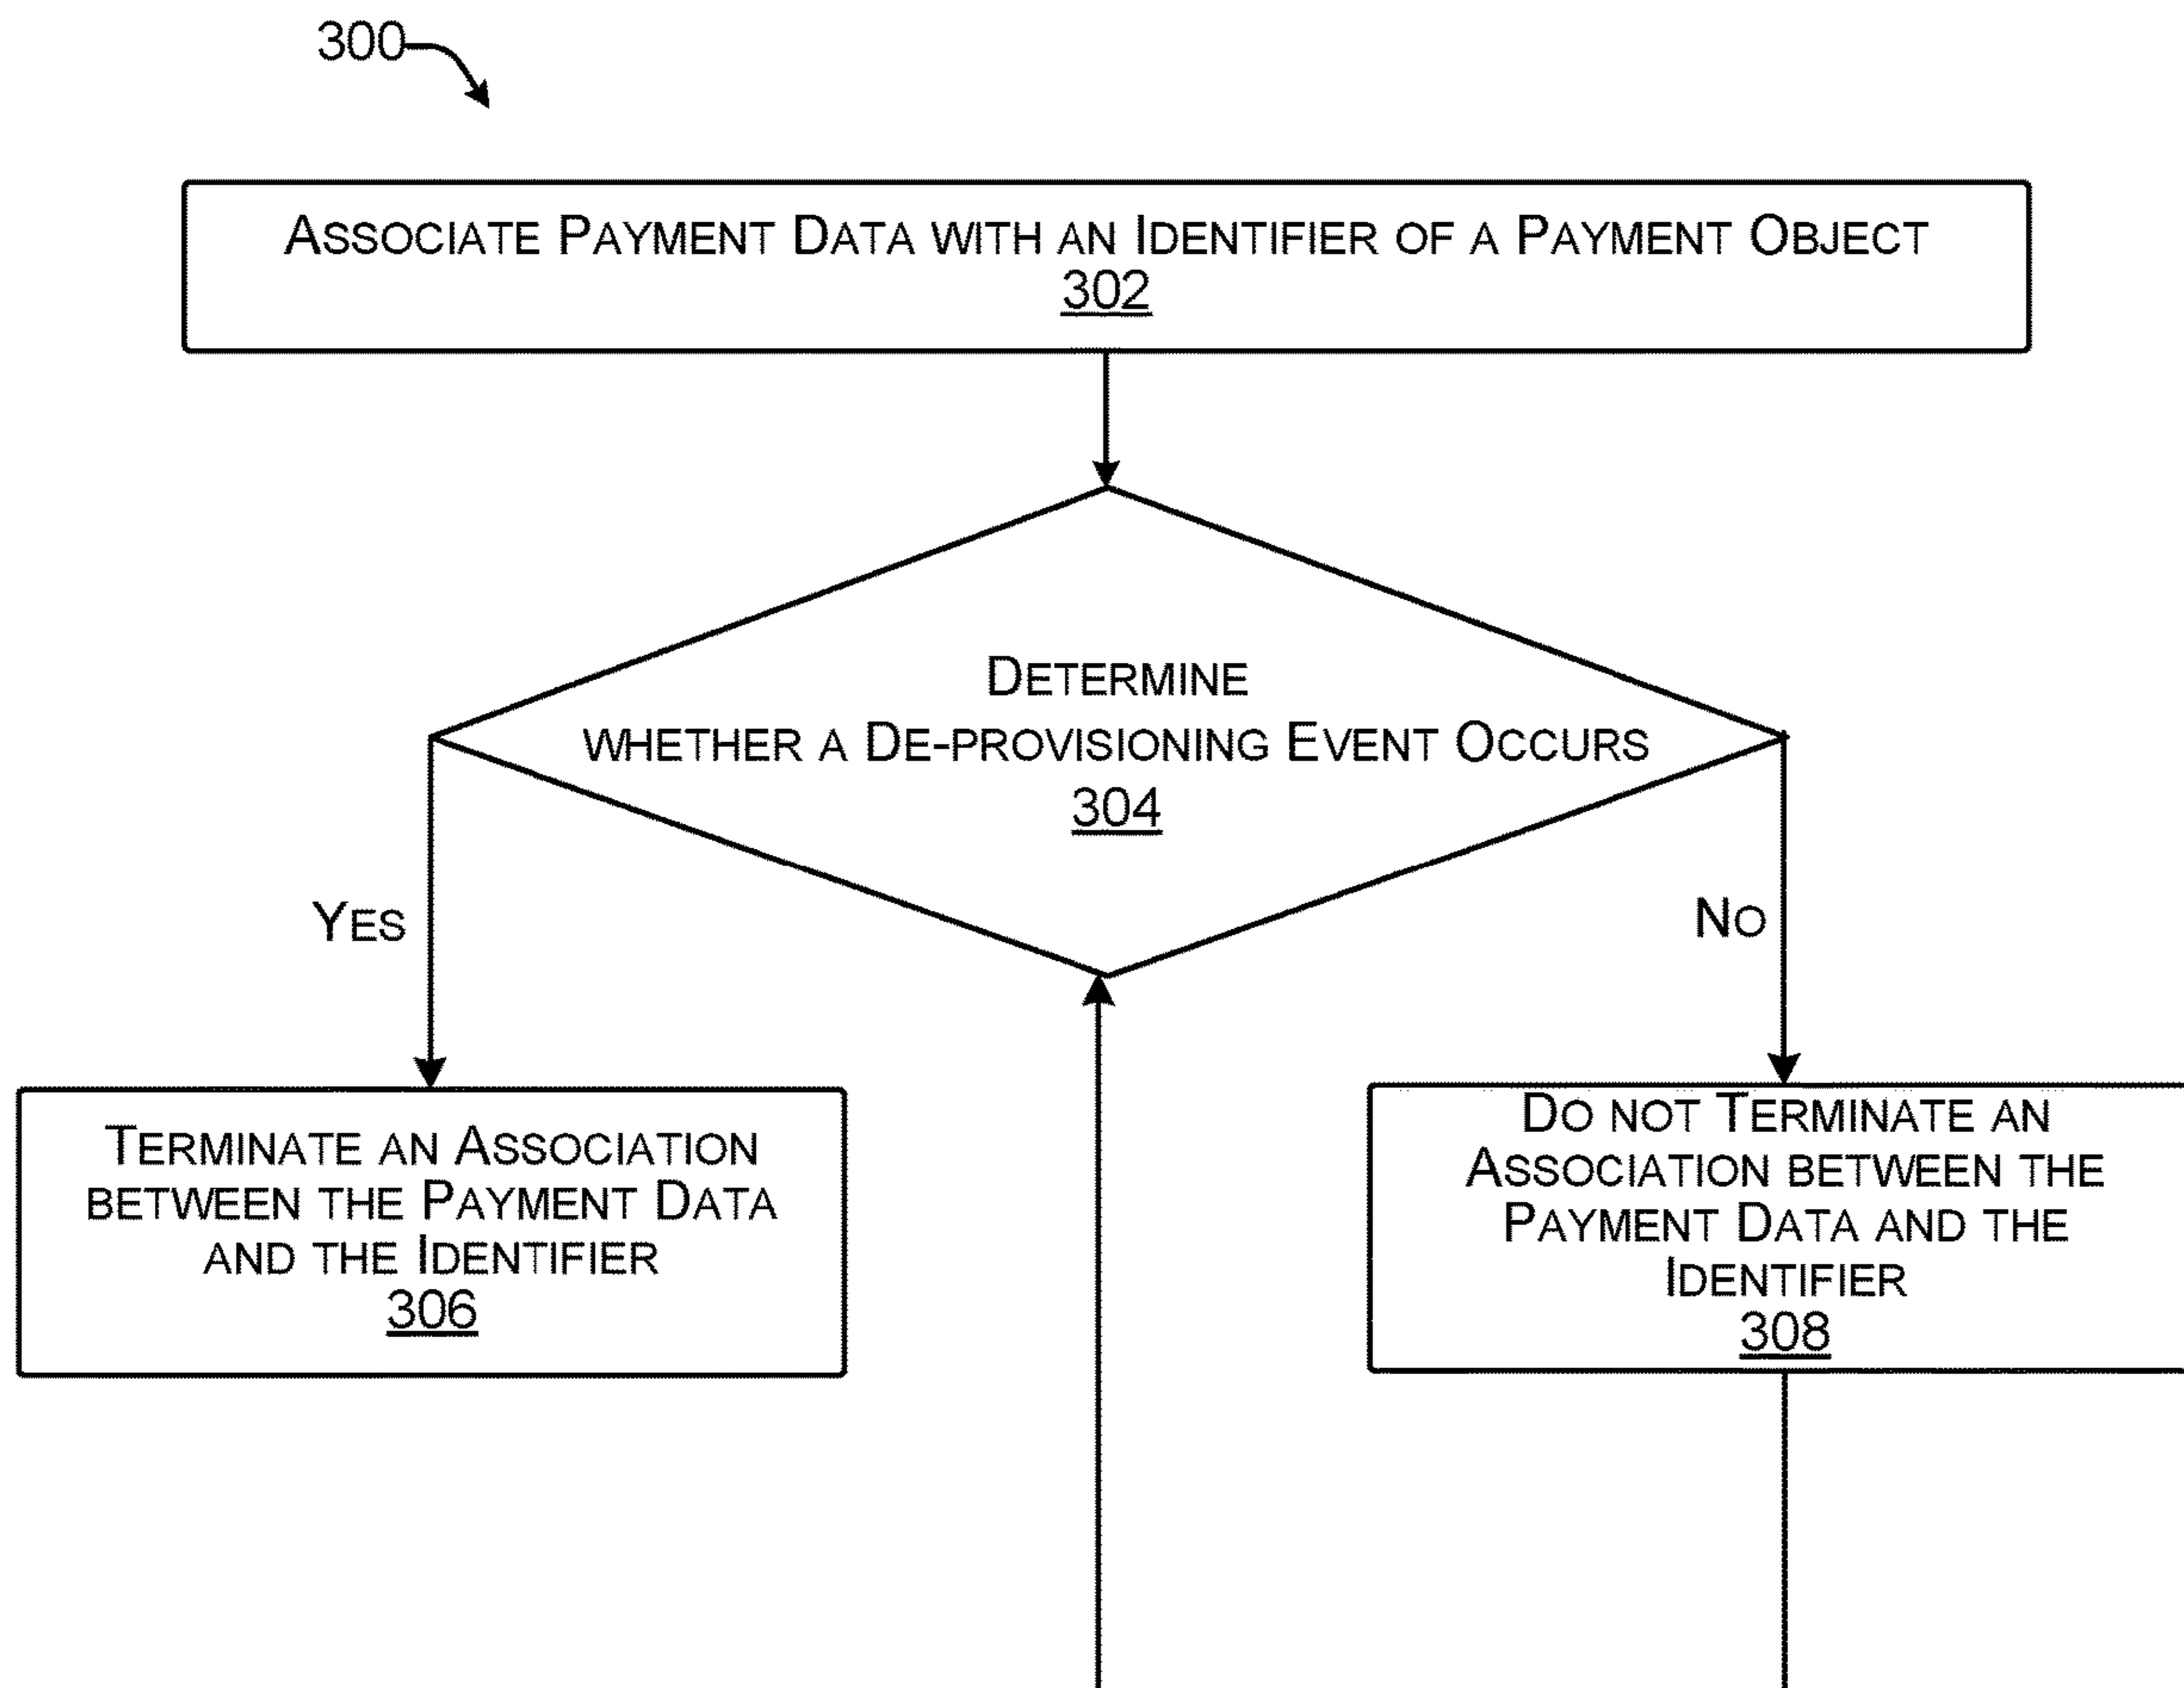 300
Associate Payment Data with an Identifier of a Payment Object
302
Determine
whether a De-provisioning Event Occurs
304
Yes
No
Terminate an Association
between the Payment Data
and the Identifier
306
Do not Terminate an
Association between the
Payment Data and the
Identifier
308